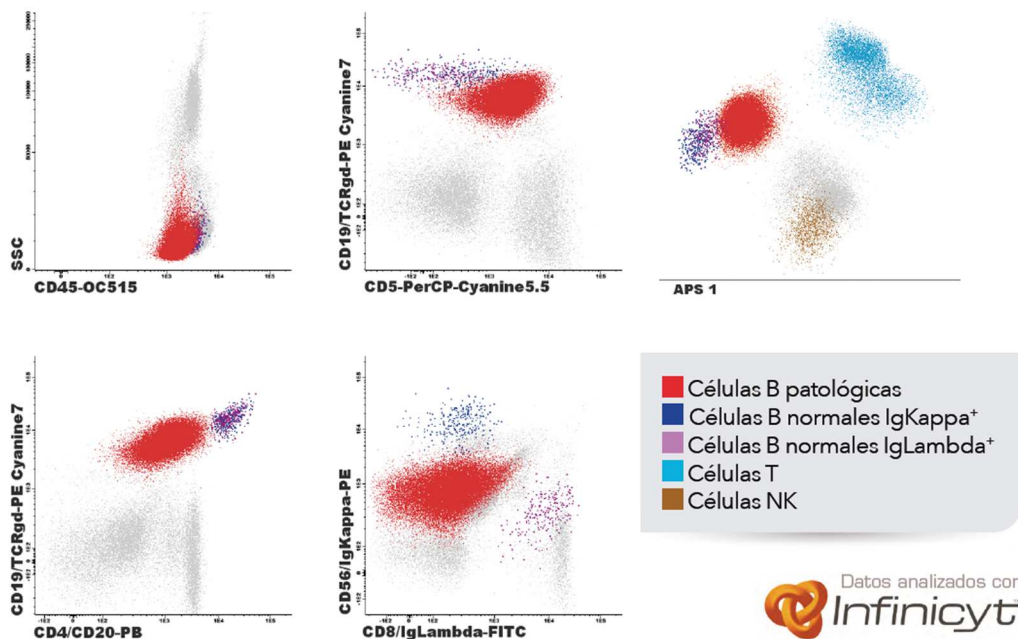 SSC
CD45-OC515
CD19/TCRgd-PE Cyanine7
CD5-PerCP-Cyanine5.5
APS 1
CD19/TCRgd-PE Cyanine7
CD4/CD20-PB
CD56/IgKappa-PE
CD8/IgLambda-FITC
Células B patológicas
Células B normales IgKappa⁺
Células B normales IgLambda⁺
Células T
Células NK
Datos analizados con
Infinicyt